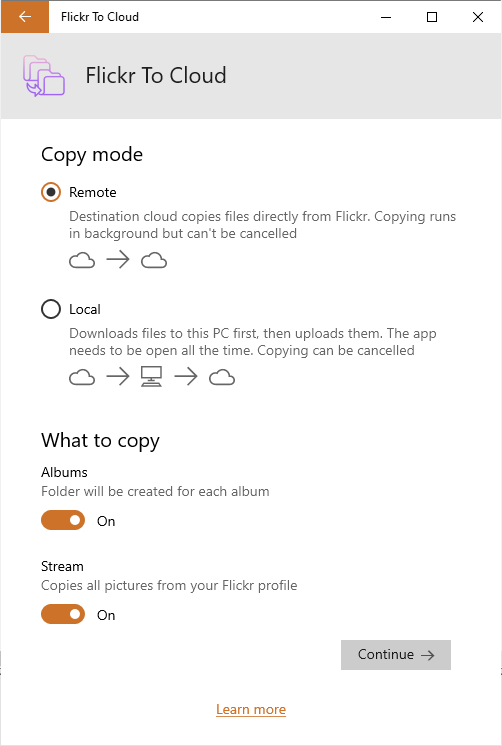 Flickr To Cloud
Flickr To Cloud
Copy mode
Remote
Destination cloud copies files directly from Flickr. Copying runs
in background but can't be cancelled
Local
Downloads files to this PC first, then uploads them. The app
needs to be open all the time. Copying can be cancelled
What to copy
Albums
Folder will be created for each album
On
Stream
Copies all pictures from your Flickr profile
On
Continue
Learn more